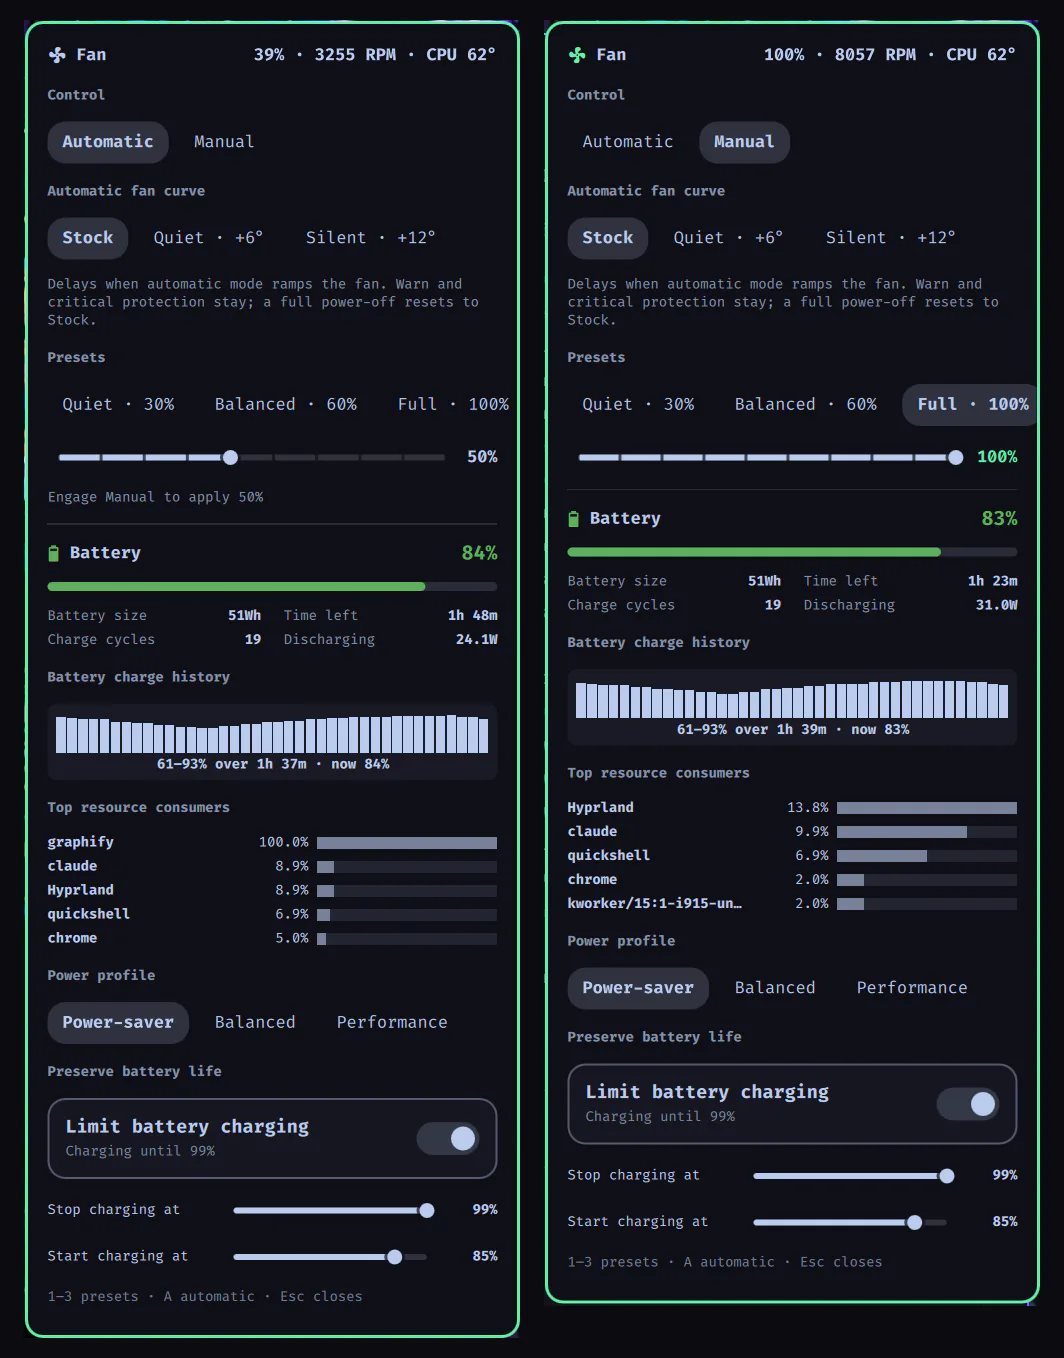 Fan 39% · 3255 RPM · CPU 62°
Control
Automatic Manual
Automatic fan curve
Stock Quiet · +6° Silent · +12°
Delays when automatic mode ramps the fan. Warn and
critical protection stay; a full power-off resets to
Stock.
Presets
Quiet · 30% Balanced · 60% Full · 100%
50%
Engage Manual to apply 50%
Battery 84%
Battery size 51Wh Time left 1h 48m
Charge cycles 19 Discharging 24.1W
Battery charge history
61–93% over 1h 37m · now 84%
Top resource consumers
graphify 100.0%
claude 8.9%
Hyprland 8.9%
quickshell 6.9%
chrome 5.0%
Power profile
Power-saver Balanced Performance
Preserve battery life
Limit battery charging
Charging until 99%
Stop charging at 99%
Start charging at 85%
1–3 presets · A automatic · Esc closes
Fan 100% · 8057 RPM · CPU 62°
Control
Automatic Manual
Automatic fan curve
Stock Quiet · +6° Silent · +12°
Delays when automatic mode ramps the fan. Warn and
critical protection stay; a full power-off resets to
Stock.
Presets
Quiet · 30% Balanced · 60% Full · 100%
100%
Battery 83%
Battery size 51Wh Time left 1h 23m
Charge cycles 19 Discharging 31.0W
Battery charge history
61–93% over 1h 39m · now 83%
Top resource consumers
Hyprland 13.8%
claude 9.9%
quickshell 6.9%
chrome 2.0%
kworker/15:1-i915-un… 2.0%
Power profile
Power-saver Balanced Performance
Preserve battery life
Limit battery charging
Charging until 99%
Stop charging at 99%
Start charging at 85%
1–3 presets · A automatic · Esc closes